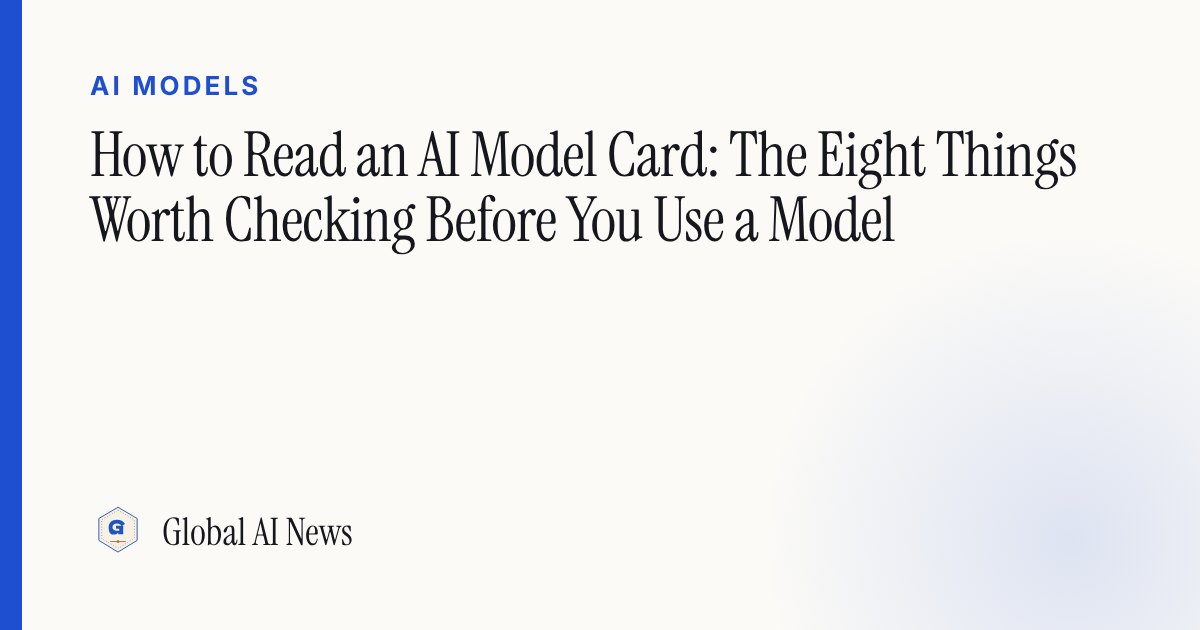 AI MODELS
How to Read an AI Model Card: The Eight Things
Worth Checking Before You Use a Model
G
Global AI News